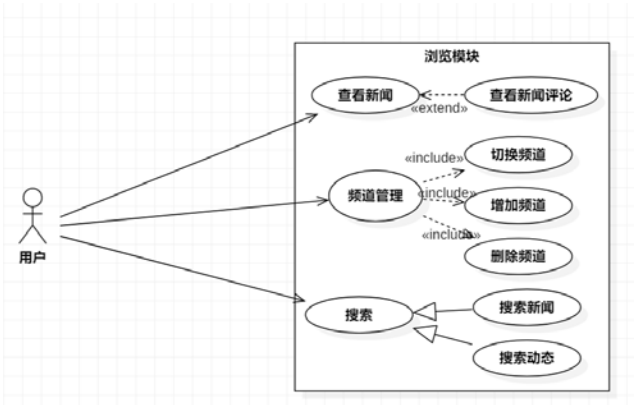 浏览模块
查看新闻
查看新闻评论
«extend»
«include»
切换频道
频道管理
«include»
增加频道
«include»
删除频道
用户
搜索
搜索新闻
搜索动态